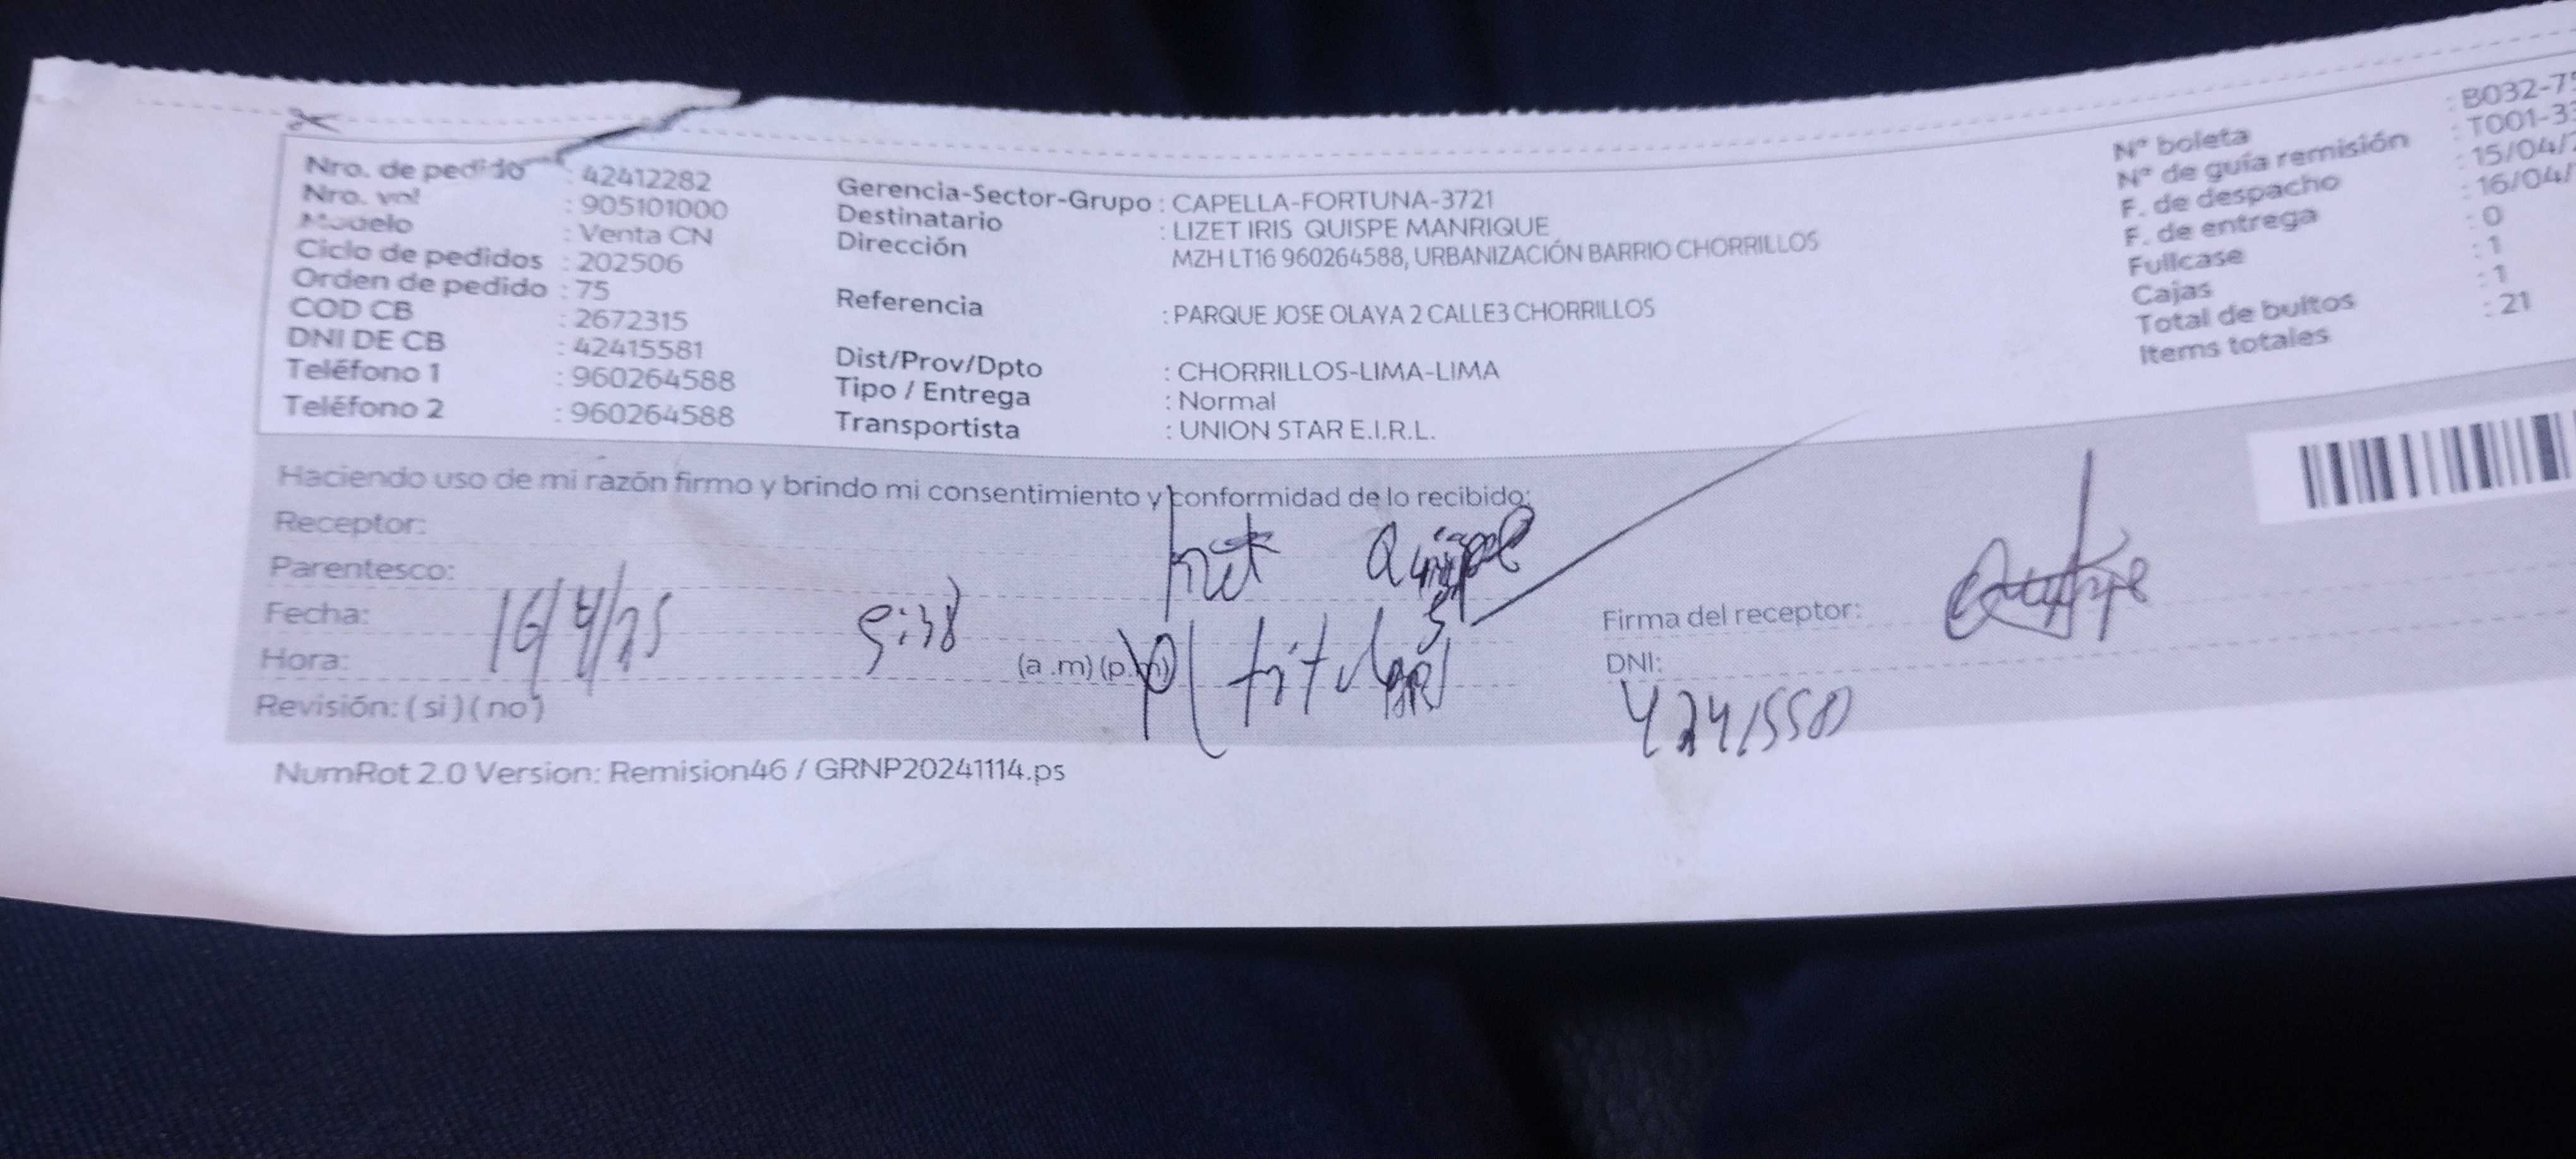 Nro. de pedido : 42412282
Nro. vol : 905101000
Modelo : Venta CN
Ciclo de pedidos : 202506
Orden de pedido : 75
COD CB : 2672315
DNI DE CB : 42415581
Teléfono 1 : 960264588
Teléfono 2 : 960264588
Gerencia-Sector-Grupo : CAPELLA-FORTUNA-3721
Destinatario : LIZET IRIS QUISPE MANRIQUE
Dirección MZH LT16 960264588, URBANIZACIÓN BARRIO CHORRILLOS
Referencia : PARQUE JOSE OLAYA 2 CALLE3 CHORRILLOS
Dist/Prov/Dpto : CHORRILLOS-LIMA-LIMA
Tipo / Entrega : Normal
Transportista : UNION STAR E.I.R.L.
N° boleta : B032-7
N° de guía remisión : T001-3
F. de despacho : 15/04/
F. de entrega : 16/04/
Fullcase : 0
Cajas : 1
Total de bultos : 1
Items totales : 21
Haciendo uso de mi razón firmo y brindo mi consentimiento y conformidad de lo recibido:
Receptor:
Parentesco:
Fecha: 16/4/25
Hora: (a.m) (p.m)
Revisión: (si) (no)
titular
Firma del receptor: Quispe
DNI:
NumRot 2.0 Version: Remision46 / GRNP20241114.ps